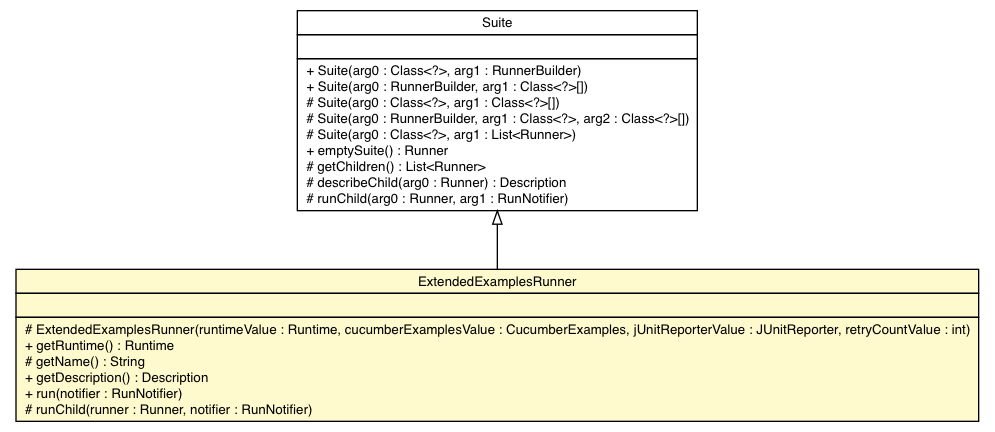 Suite
+ Suite(arg0 : Class<?>, arg1 : RunnerBuilder)
+ Suite(arg0 : RunnerBuilder, arg1 : Class<?>[])
# Suite(arg0 : Class<?>, arg1 : Class<?>[])
# Suite(arg0 : RunnerBuilder, arg1 : Class<?>, arg2 : Class<?>[])
# Suite(arg0 : Class<?>, arg1 : List<Runner>)
+ emptySuite() : Runner
# getChildren() : List<Runner>
# describeChild(arg0 : Runner) : Description
# runChild(arg0 : Runner, arg1 : RunNotifier)
ExtendedExamplesRunner
# ExtendedExamplesRunner(runtimeValue : Runtime, cucumberExamplesValue : CucumberExamples, jUnitReporterValue : JUnitReporter, retryCountValue : int)
+ getRuntime() : Runtime
# getName() : String
+ getDescription() : Description
+ run(notifier : RunNotifier)
# runChild(runner : Runner, notifier : RunNotifier)